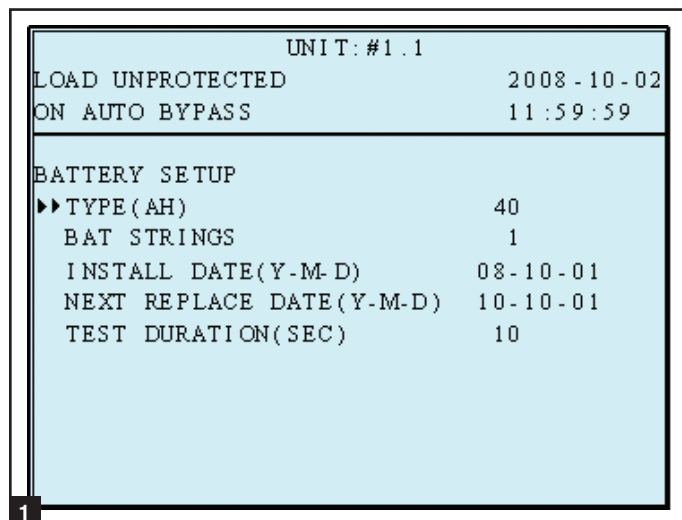 UNIT:#1.1
LOAD UNPROTECTED 2008-10-02
ON AUTO BYPASS 11:59:59
BATTERY SETUP
TYPE(AH) 40
BAT STRINGS 1
INSTALL DATE(Y-M-D) 08-10-01
NEXT REPLACE DATE(Y-M-D) 10-10-01
TEST DURATION(SEC) 10
1